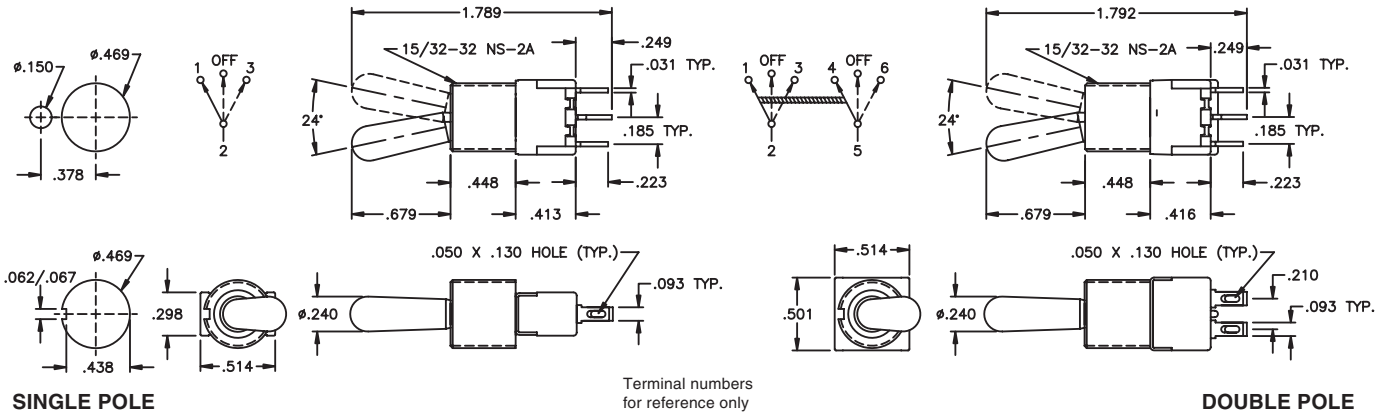 1.789
1.792
ø.469
ø.150
.378
1
OFF
3
2
15/32-32 NS-2A
.249
.031 TYP.
24°
.185 TYP.
.448
.223
.679
.413
1
OFF
3
4
OFF
6
2
5
15/32-32 NS-2A
.249
.031 TYP.
24°
.185 TYP.
.448
.223
.679
.416
ø.469
.062/.067
.438
.298
.514
ø.240
.050 X .130 HOLE (TYP.)
.093 TYP.
.514
.501
ø.240
.050 X .130 HOLE (TYP.)
.210
.093 TYP.
SINGLE POLE
Terminal numbers
for reference only
DOUBLE POLE